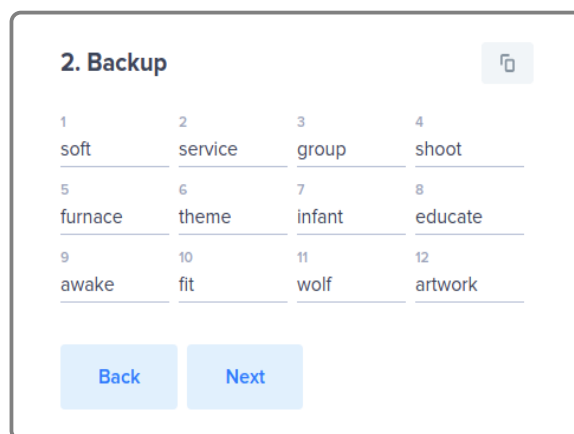 2. Backup
1 2 3 4
soft service group shoot
5 6 7 8
furnace theme infant educate
9 10 11 12
awake fit wolf artwork
Back Next